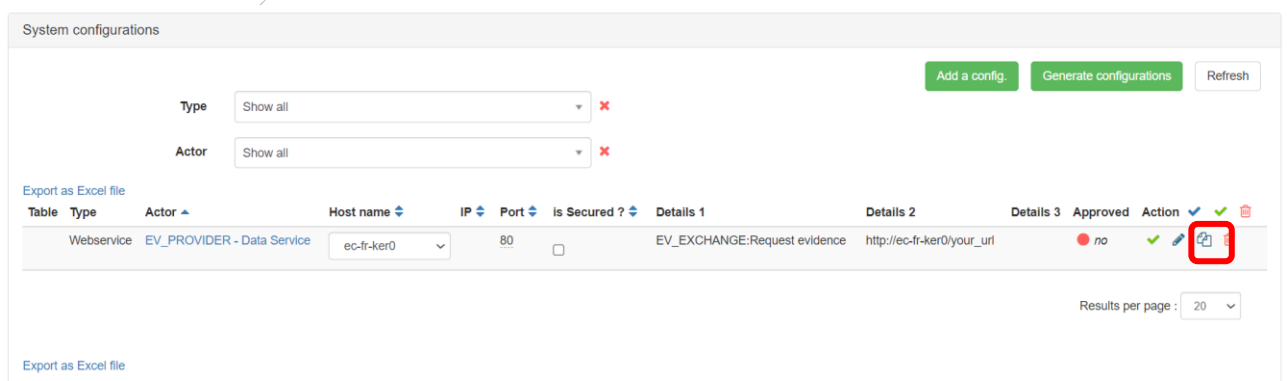 System configurations
Add a config. Generate configurations Refresh
Type Show all
Actor Show all
Export as Excel file
Table Type Actor Host name IP Port is Secured ? Details 1 Details 2 Details 3 Approved Action
Webservice EV_PROVIDER - Data Service ec-fr-ker0 80 EV_EXCHANGE:Request evidence http://ec-fr-ker0/your_url no
Results per page : 20
Export as Excel file